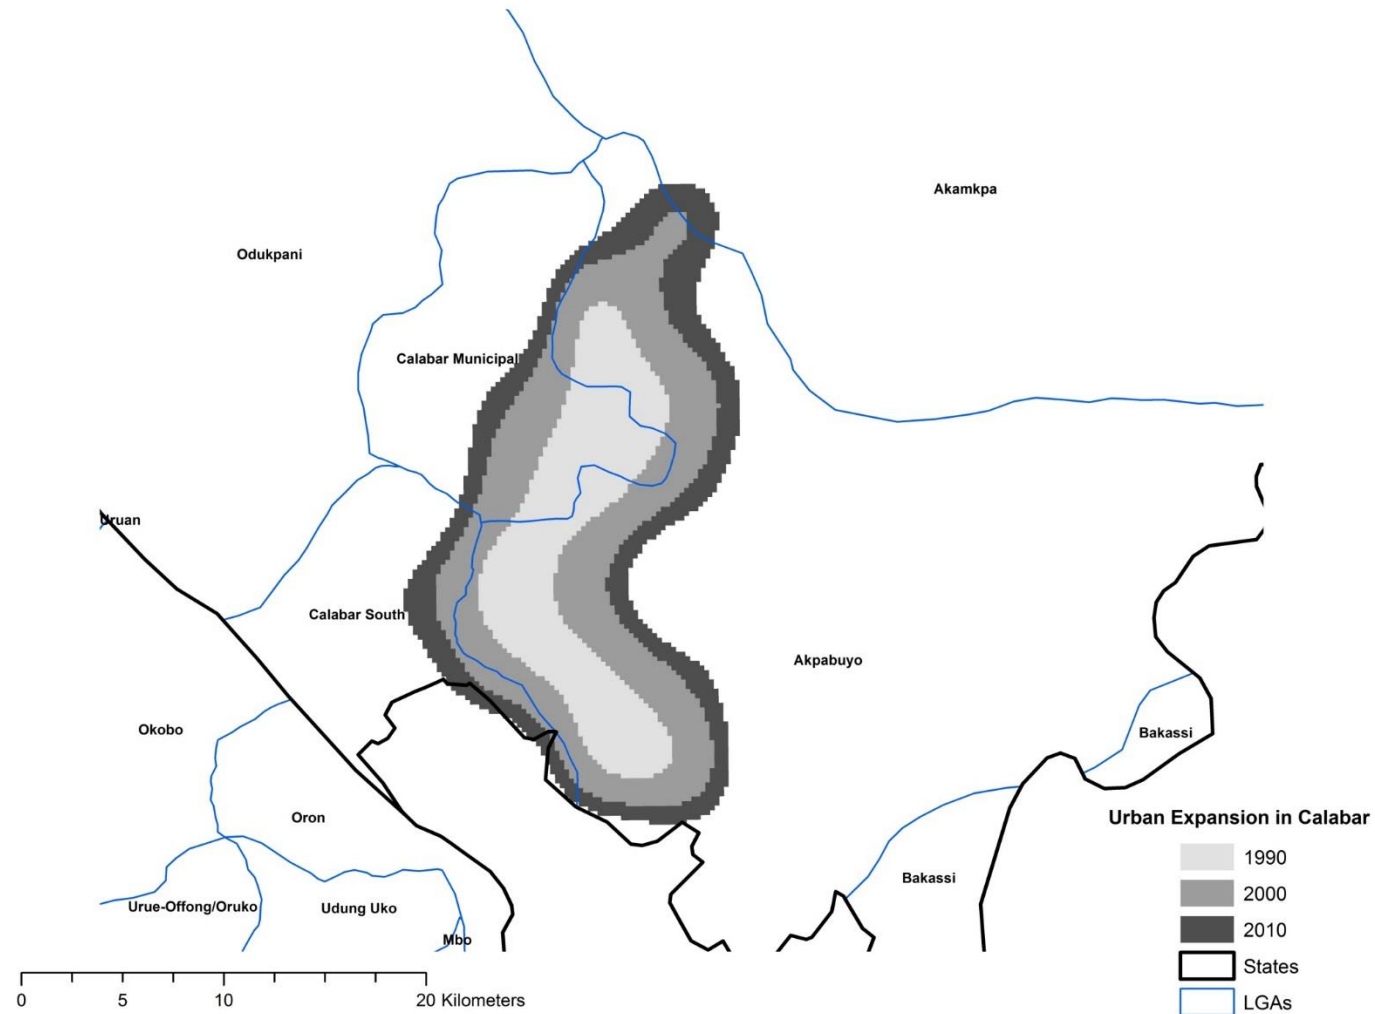 Akamkpa
Odukpani
Calabar Municipal
Uruan
Calabar South
Akpabuyo
Okobo
Bakassi
Oron
Bakassi
Urue-Offong/Oruko
Udung Uko
Mbo
Urban Expansion in Calabar
1990
2000
2010
States
LGAs
0 5 10 20 Kilometers